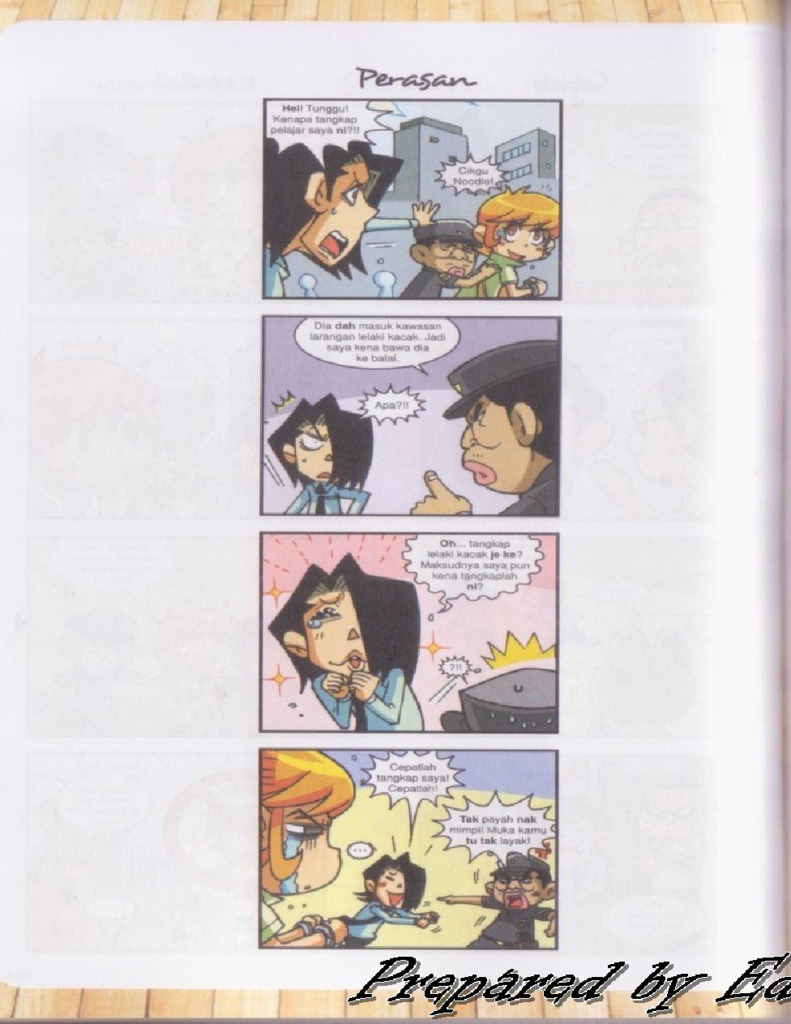 Perasan
Hei! Tunggu!
Kenapa tangkap
pelajar saya ni?!!
Cikgu
Noodle!
Dia dah masuk kawasan
larangan lelaki kacak. Jadi
saya kena bawa dia
ke balai.
Apa?!!
Oh... tangkap
lelaki kacak je ke?
Maksudnya saya pun
kena tangkaplah
ni?
?!!
Cepatlah
tangkap saya!
Cepatlah!
...
Tak payah nak
mimpi! Muka kamu
tu tak layak!
Prepared by Ed